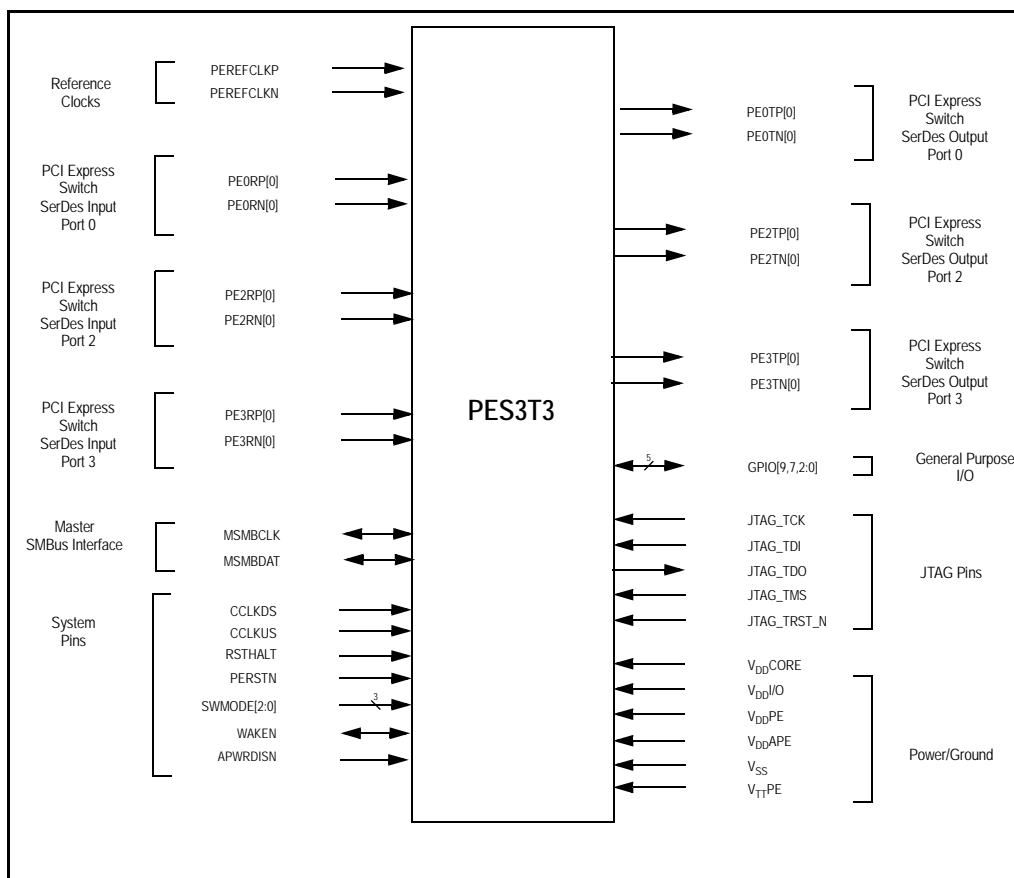 Reference
Clocks
PEREFCLKP
PEREFCLKN
PCI Express
Switch
SerDes Input
Port 0
PE0RP[0]
PE0RN[0]
PCI Express
Switch
SerDes Input
Port 2
PE2RP[0]
PE2RN[0]
PCI Express
Switch
SerDes Input
Port 3
PE3RP[0]
PE3RN[0]
Master
SMBus Interface
MSMBCLK
MSMBDAT
System
Pins
CCLKDS
CCLKUS
RSTHALT
PERSTN
SWMODE[2:0]
3
WAKEN
APWRDISN
PES3T3
PE0TP[0]
PE0TN[0]
PCI Express
Switch
SerDes Output
Port 0
PE2TP[0]
PE2TN[0]
PCI Express
Switch
SerDes Output
Port 2
PE3TP[0]
PE3TN[0]
PCI Express
Switch
SerDes Output
Port 3
5
GPIO[9,7,2:0]
General Purpose
I/O
JTAG_TCK
JTAG_TDI
JTAG_TDO
JTAG_TMS
JTAG_TRST_N
JTAG Pins
VDDCORE
VDDI/O
VDDPE
VDDAPE
VSS
VTTPE
Power/Ground